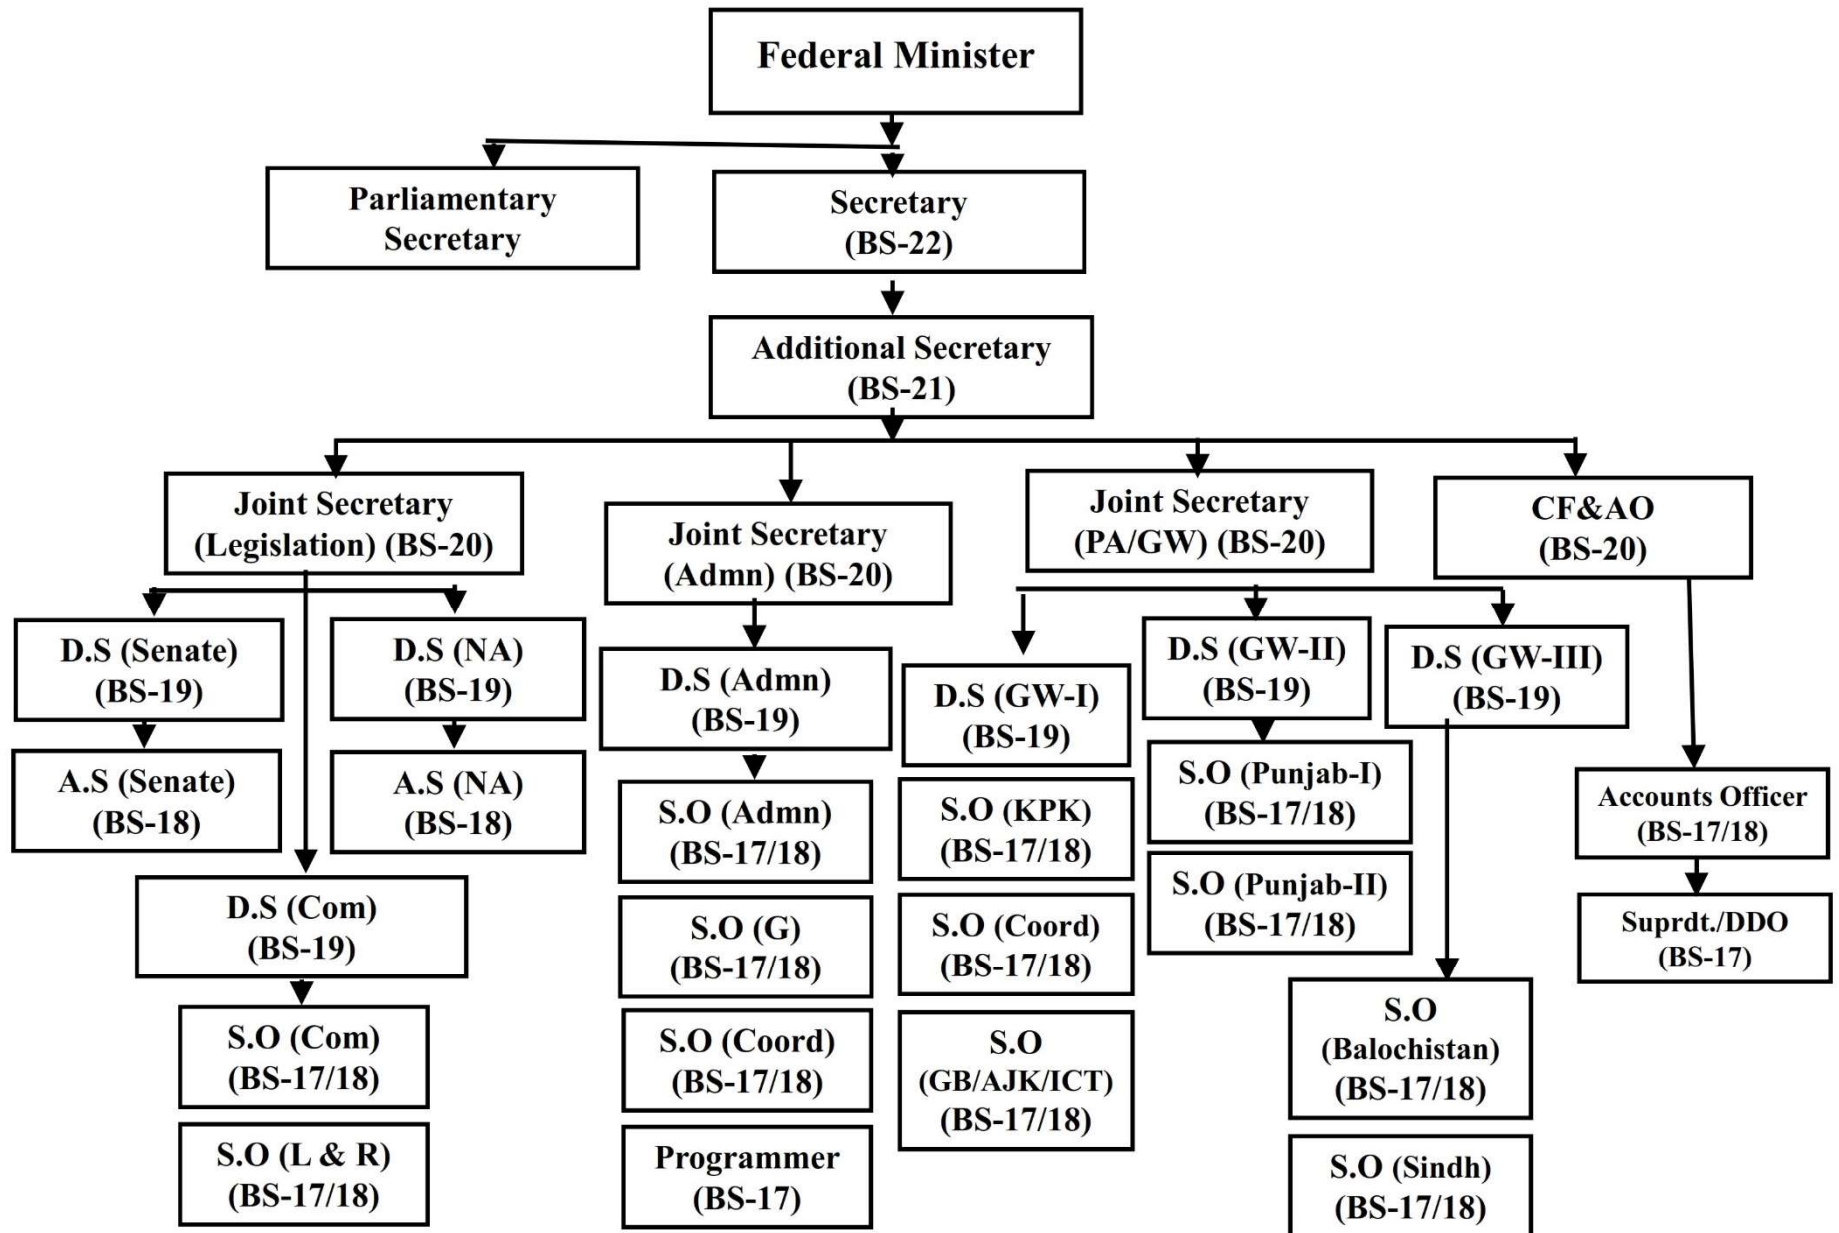 Federal Minister
Parliamentary
Secretary
Secretary
(BS-22)
Additional Secretary
(BS-21)
Joint Secretary
(Legislation) (BS-20)
Joint Secretary
(Admn) (BS-20)
Joint Secretary
(PA/GW) (BS-20)
CF&AO
(BS-20)
D.S (Senate)
(BS-19)
D.S (NA)
(BS-19)
D.S (Admn)
(BS-19)
D.S (GW-I)
(BS-19)
D.S (GW-II)
(BS-19)
D.S (GW-III)
(BS-19)
A.S (Senate)
(BS-18)
A.S (NA)
(BS-18)
S.O (Admn)
(BS-17/18)
S.O (KPK)
(BS-17/18)
S.O (Punjab-I)
(BS-17/18)
Accounts Officer
(BS-17/18)
D.S (Com)
(BS-19)
S.O (G)
(BS-17/18)
S.O (Coord)
(BS-17/18)
S.O (Punjab-II)
(BS-17/18)
Suprdt./DDO
(BS-17)
S.O (Com)
(BS-17/18)
S.O (Coord)
(BS-17/18)
S.O
(GB/AJK/ICT)
(BS-17/18)
S.O
(Balochistan)
(BS-17/18)
S.O (L & R)
(BS-17/18)
Programmer
(BS-17)
S.O (Sindh)
(BS-17/18)